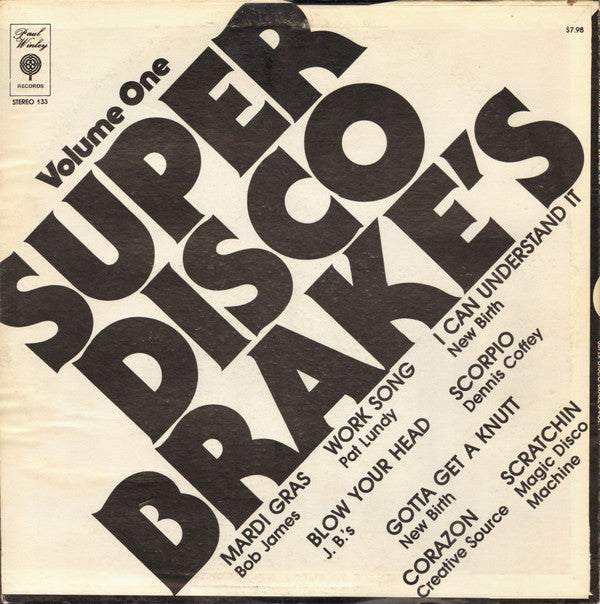 Paul
Winley
RECORDS
STEREO 133
$7.98
Volume One
SUPER
DISCO
BRAKE'S
MARDI GRAS
Bob James
WORK SONG
Pat Lundy
I CAN UNDERSTAND IT
New Birth
BLOW YOUR HEAD
J. B.'s
SCORPIO
Dennis Coffey
GOTTA GET A KNUTT
New Birth
CORAZON
Creative Source
SCRATCHIN
Magic Disco
Machine